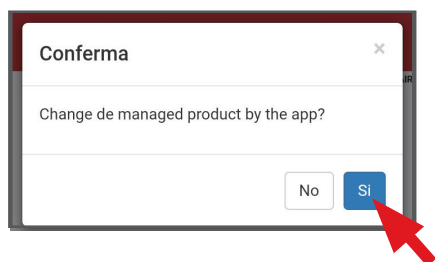 Conferma
×
Change de managed product by the app?
No
Si